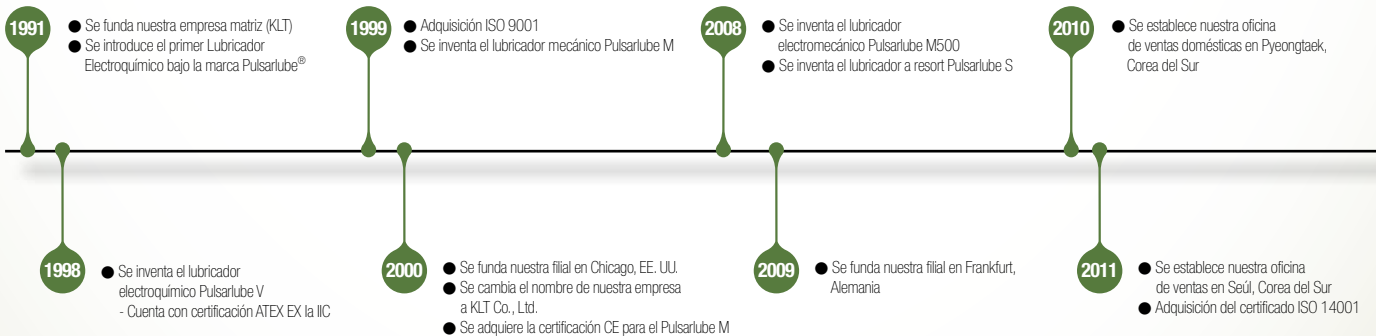 1991
● Se funda nuestra empresa matriz (KLT)
● Se introduce el primer Lubricador
Electroquímico bajo la marca Pulsarlube®
1998
● Se inventa el lubricador
electroquímico Pulsarlube V
- Cuenta con certificación ATEX EX la IIC
1999
● Adquisición ISO 9001
● Se inventa el lubricador mecánico Pulsarlube M
2000
● Se funda nuestra filial en Chicago, EE. UU.
● Se cambia el nombre de nuestra empresa
a KLT Co., Ltd.
● Se adquiere la certificación CE para el Pulsarlube M
2008
● Se inventa el lubricador
electromecánico Pulsarlube M500
● Se inventa el lubricador a resort Pulsarlube S
2009
● Se funda nuestra filial en Frankfurt,
Alemania
2010
● Se establece nuestra oficina
de ventas domésticas en Pyeongtaek,
Corea del Sur
2011
● Se establece nuestra oficina
de ventas en Seúl, Corea del Sur
● Adquisición del certificado ISO 14001